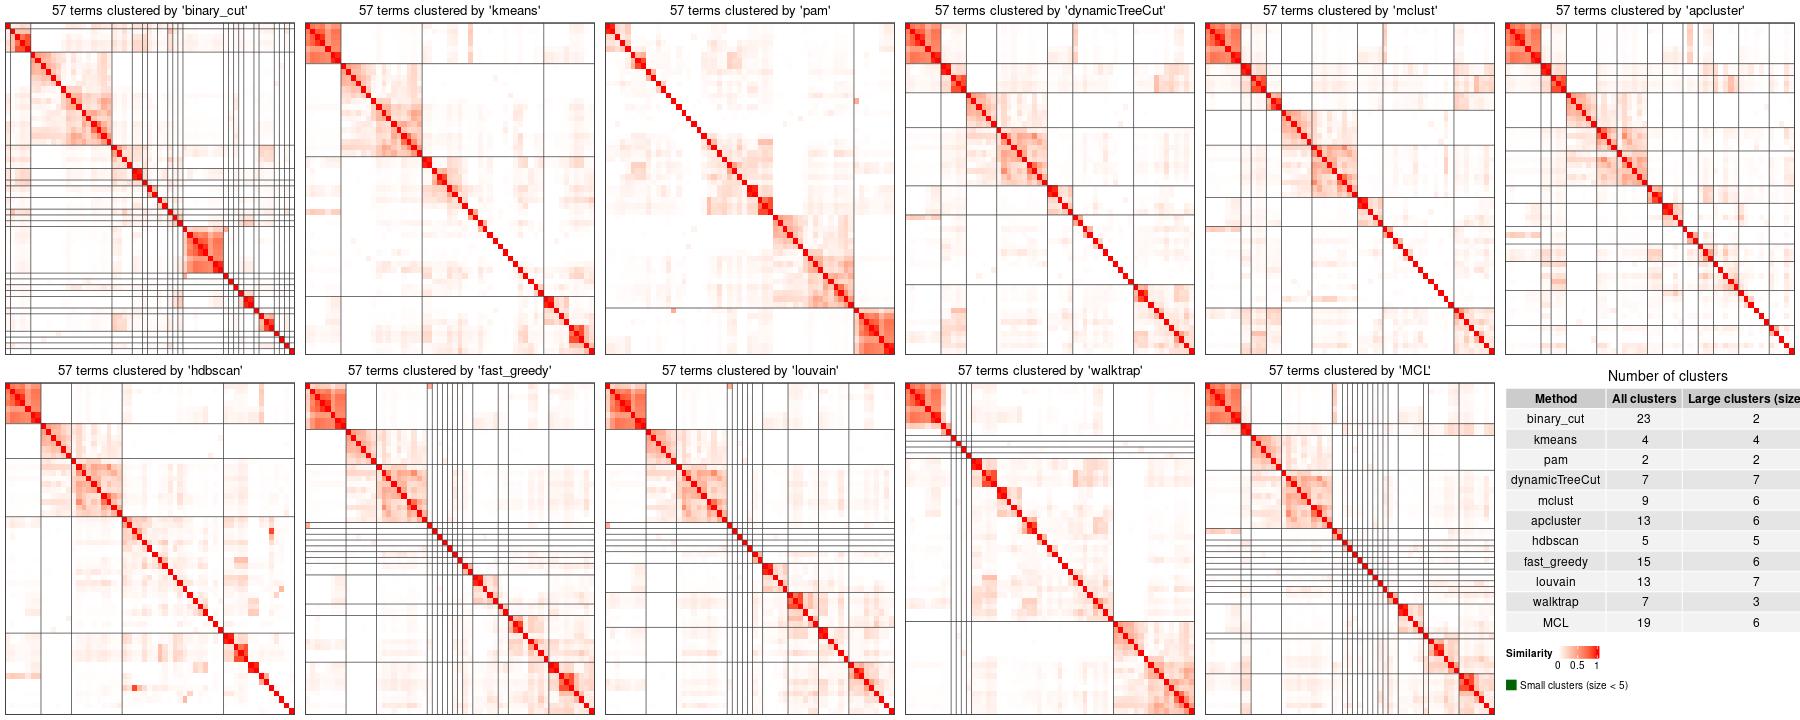 57 terms clustered by 'binary_cut'
57 terms clustered by 'kmeans'
57 terms clustered by 'pam'
57 terms clustered by 'dynamicTreeCut'
57 terms clustered by 'mclust'
57 terms clustered by 'apcluster'
57 terms clustered by 'hdbscan'
57 terms clustered by 'fast_greedy'
57 terms clustered by 'louvain'
57 terms clustered by 'walktrap'
57 terms clustered by 'MCL'
Number of clusters
Method All clusters Large clusters (size
binary_cut 23 2
kmeans 4 4
pam 2 2
dynamicTreeCut 7 7
mclust 9 6
apcluster 13 6
hdbscan 5 5
fast_greedy 15 6
louvain 13 7
walktrap 7 3
MCL 19 6
Similarity
0 0.5 1
Small clusters (size < 5)